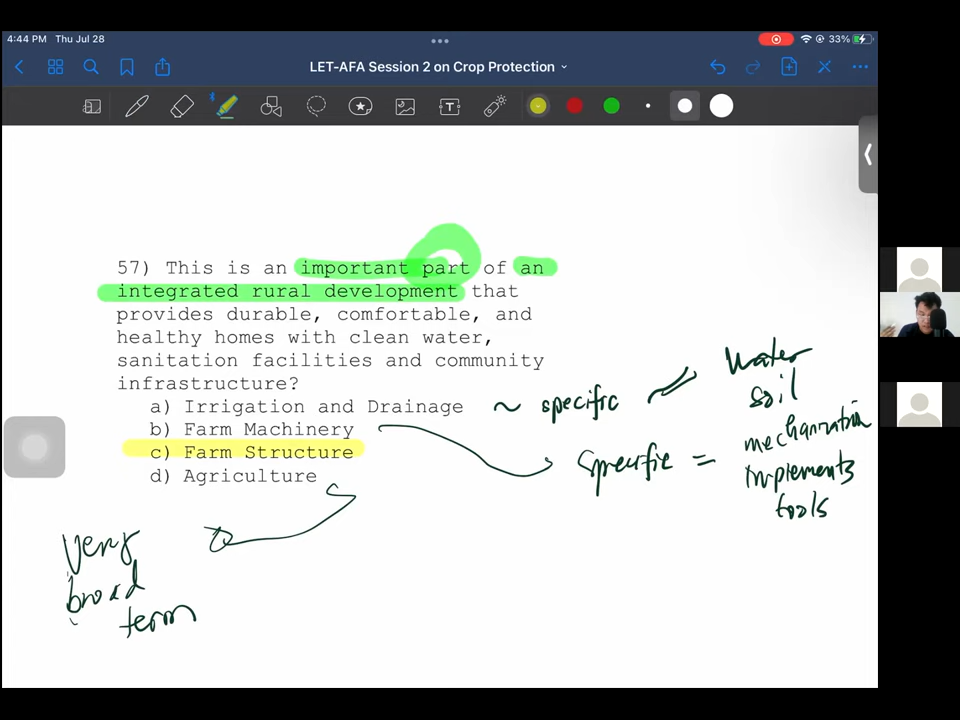 4:44 PM Thu Jul 28
33%
LET-AFA Session 2 on Crop Protection
57) This is an important part of an
integrated rural development that
provides durable, comfortable, and
healthy homes with clean water,
sanitation facilities and community
infrastructure?
a) Irrigation and Drainage
~ specific
water
soil
b) Farm Machinery
specific =
mechanization
implements
tools
c) Farm Structure
d) Agriculture
very
broad
term